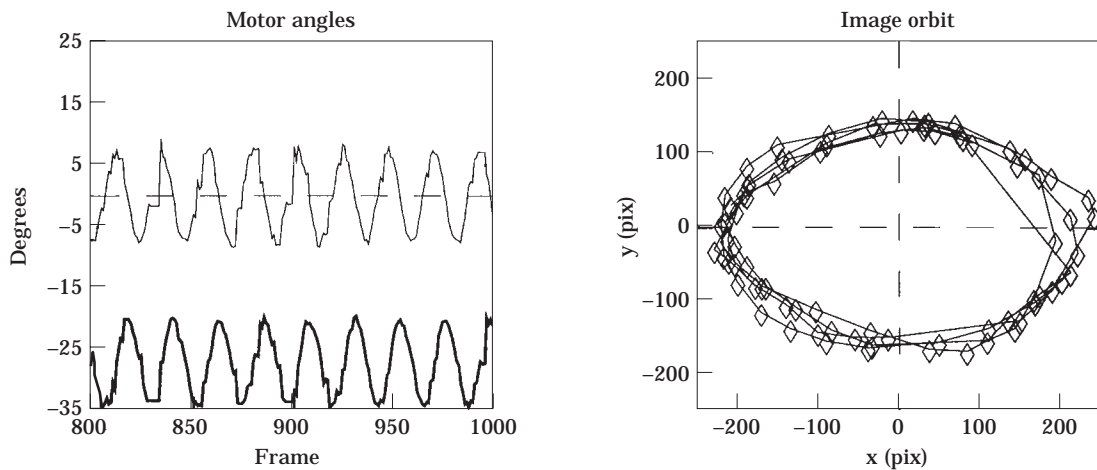 Motor angles
25
15
5
−5
−15
−25
−35
Degrees
800 850 900 950 1000
Frame
Image orbit
200
100
0
−100
−200
y (pix)
−200 −100 0 100 200
x (pix)